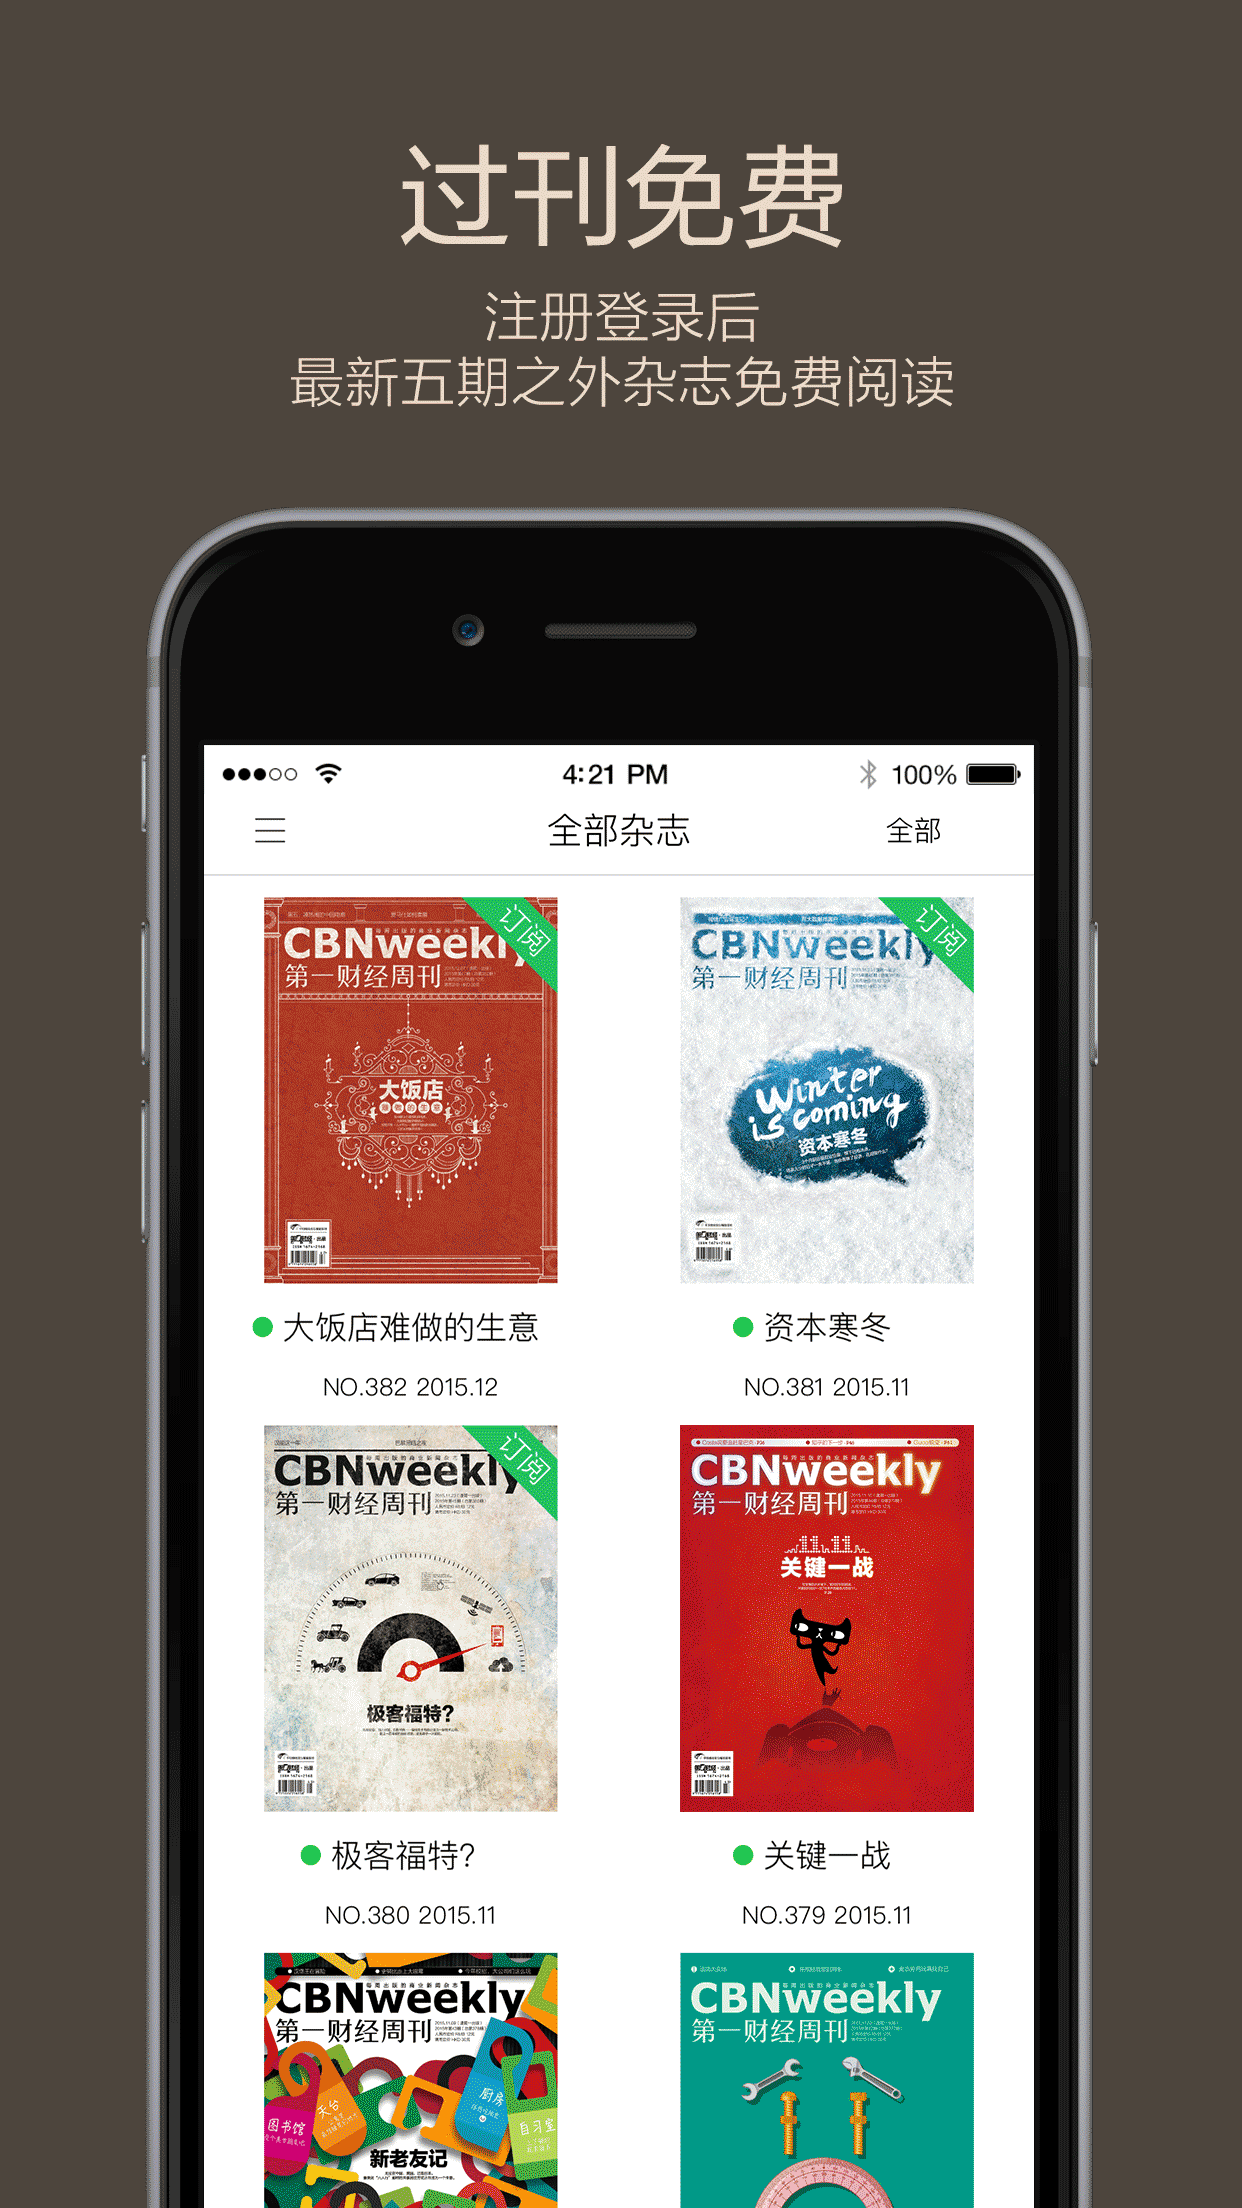 过刊免费
注册登录后
最新五期之外杂志免费阅读
4:21 PM
100%
全部杂志
全部
订阅
CBNweekly
第一财经周刊
大饭店
订阅
CBNweekly
第一财经周刊
Winter
is coming
资本寒冬
大饭店难做的生意
资本寒冬
NO.382 2015.12
NO.381 2015.11
订阅
CBNweekly
第一财经周刊
极客福特?
CBNweekly
第一财经周刊
11.11
关键一战
极客福特?
关键一战
NO.380 2015.11
NO.379 2015.11
CBNweekly
第一财经周刊
厨房
天台
图书馆
自习室
新老友记
CBNweekly
第一财经周刊